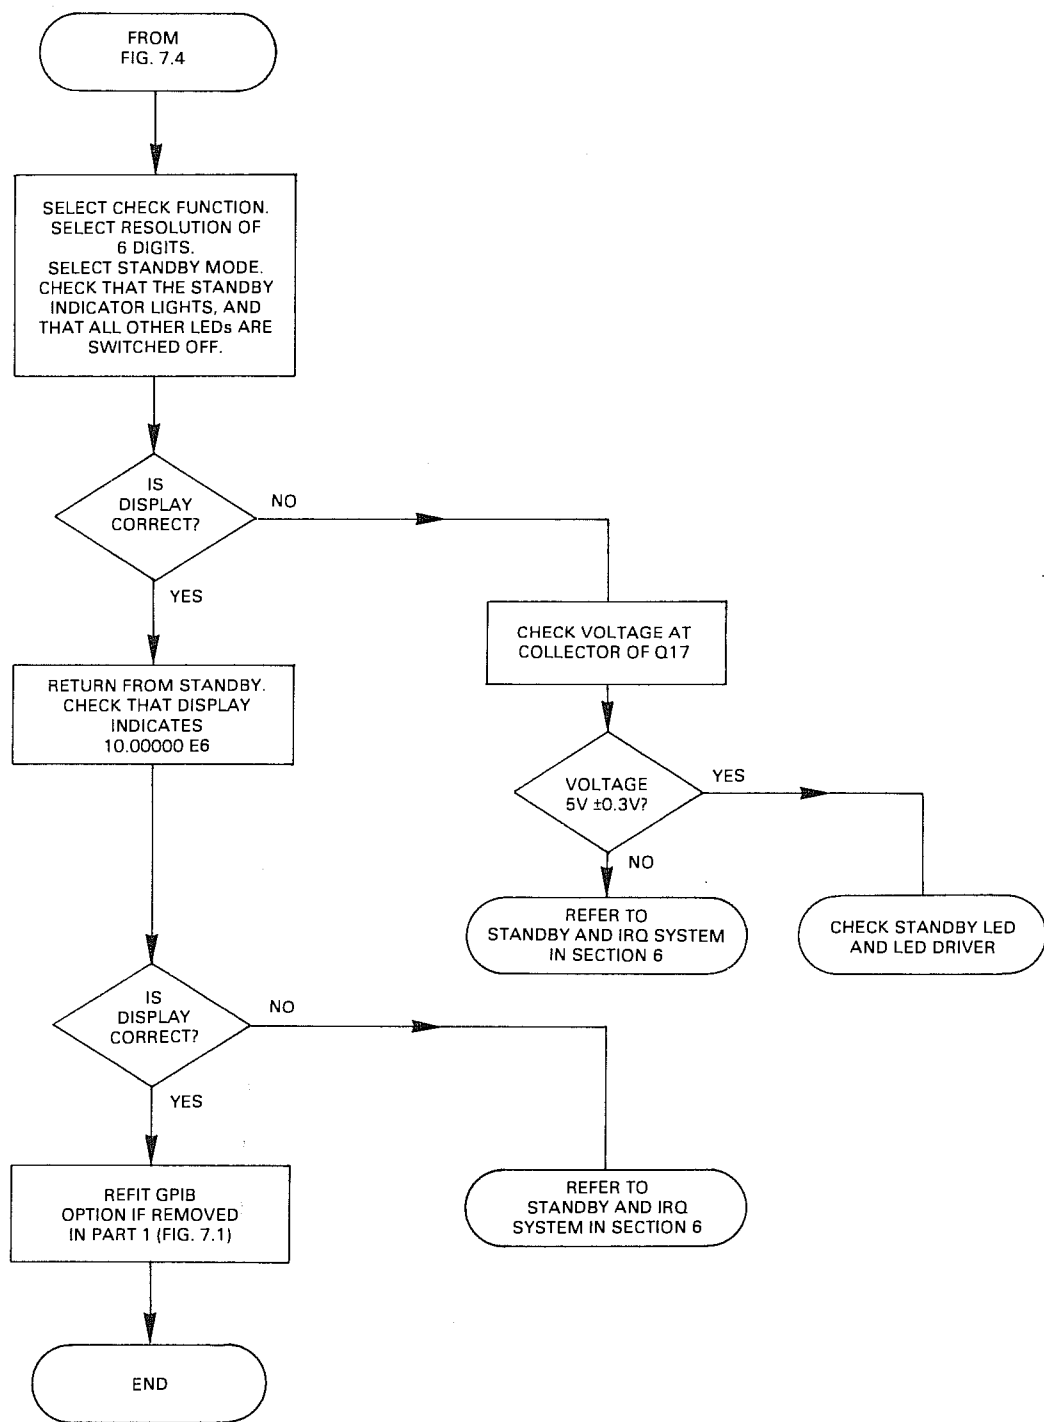 FROM
FIG. 7.4
SELECT CHECK FUNCTION.
SELECT RESOLUTION OF
6 DIGITS.
SELECT STANDBY MODE.
CHECK THAT THE STANDBY
INDICATOR LIGHTS, AND
THAT ALL OTHER LEDs ARE
SWITCHED OFF.
IS
DISPLAY
CORRECT?
NO
YES
CHECK VOLTAGE AT
COLLECTOR OF Q17
RETURN FROM STANDBY.
CHECK THAT DISPLAY
INDICATES
10.00000 E6
VOLTAGE
5V ±0.3V?
YES
NO
REFER TO
STANDBY AND IRQ SYSTEM
IN SECTION 6
CHECK STANDBY LED
AND LED DRIVER
IS
DISPLAY
CORRECT?
NO
YES
REFIT GPIB
OPTION IF REMOVED
IN PART 1 (FIG. 7.1)
REFER TO
STANDBY AND IRQ
SYSTEM IN SECTION 6
END